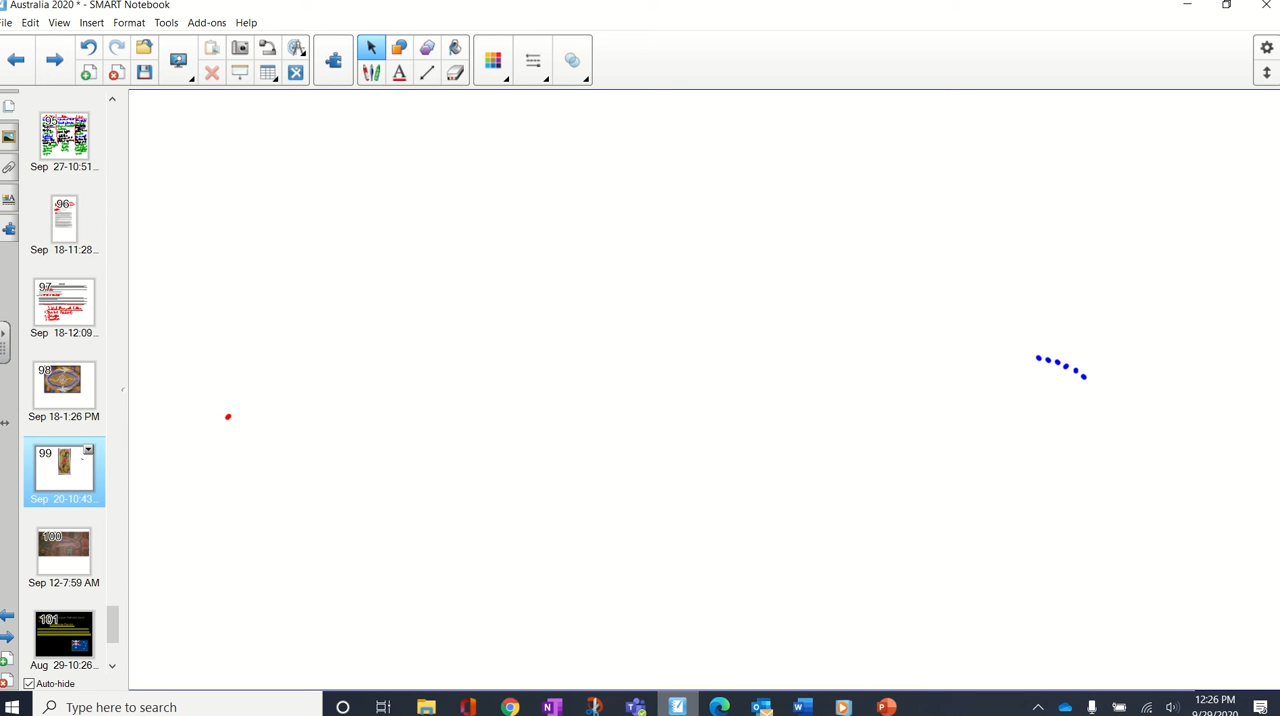 Australia 2020 * - SMART Notebook
File Edit View Insert Format Tools Add-ons Help
95
Sep 27-10:51...
96
Sep 18-11:28...
97
Sep 18-12:09...
98
Sep 18-1:26 PM
99
Sep 20-10:43...
100
Sep 12-7:59 AM
101
Aug 29-10:26...
Auto-hide
Type here to search
12:26 PM
9/29/2020